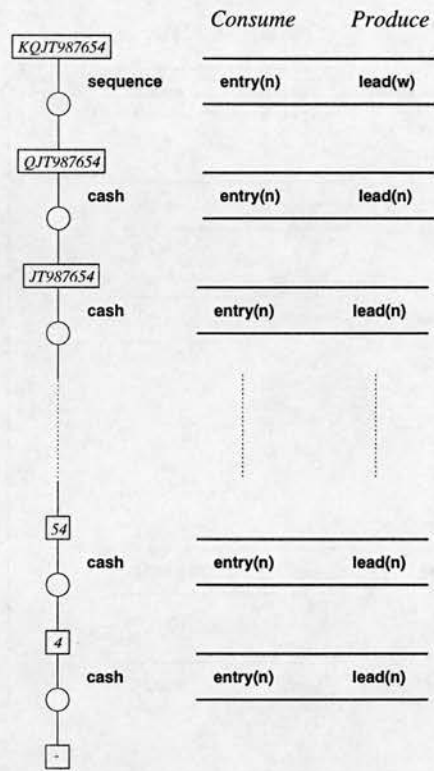 Consume Produce
KQJT987654
sequence entry(n) lead(w)
QJT987654
cash entry(n) lead(n)
JT987654
cash entry(n) lead(n)
54
cash entry(n) lead(n)
4
cash entry(n) lead(n)
-